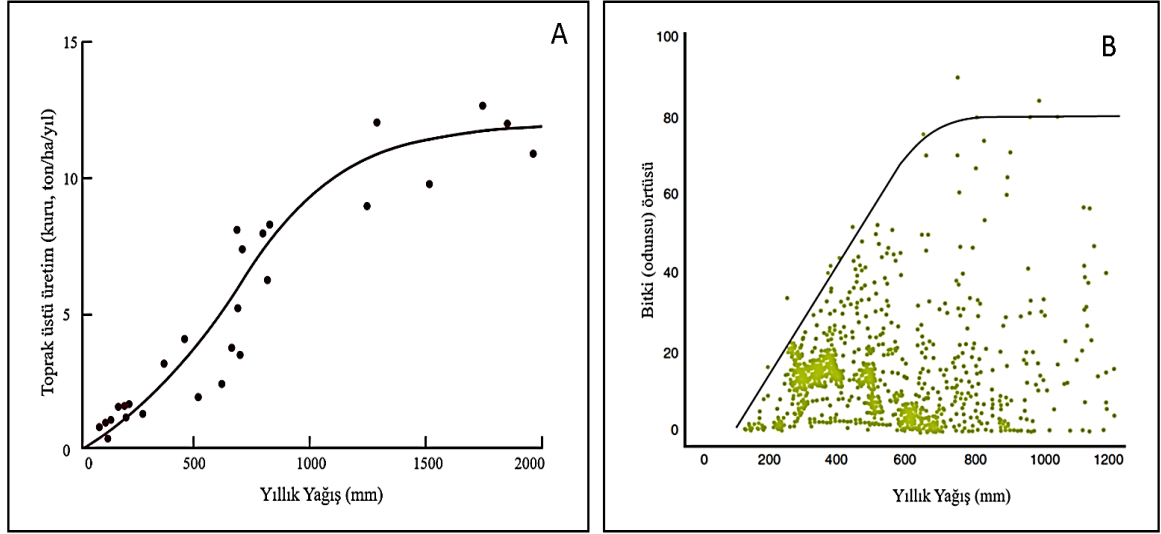 A
Toprak üstü üretim (kuru, ton/ha/yıl)
15
10
5
0
0 500 1000 1500 2000
Yıllık Yağış (mm)
B
Bitki (odunsu) örtüsü
100
80
60
40
20
0
0 200 400 600 800 1000 1200
Yıllık Yağış (mm)